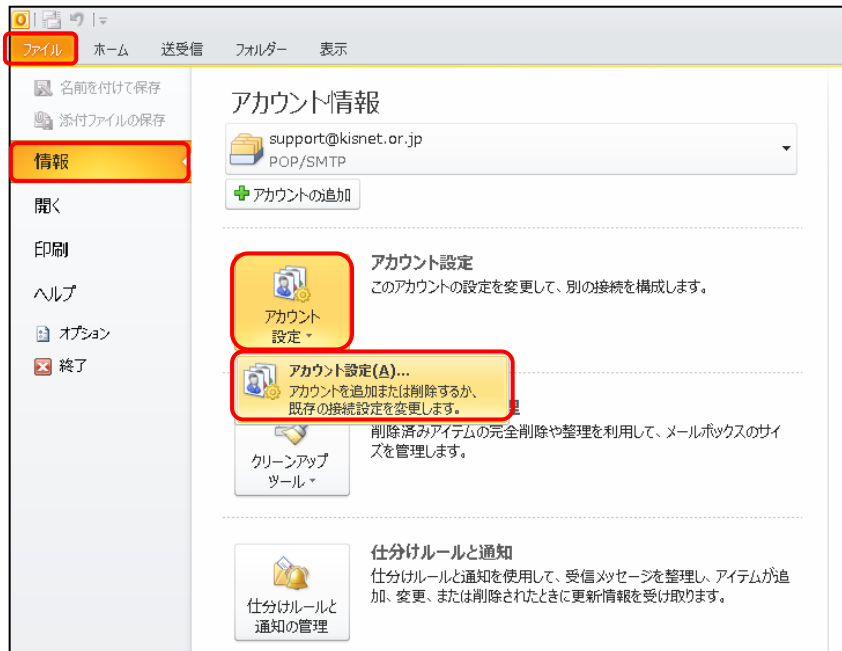 ファイル ホーム 送受信 フォルダー 表示
名前を付けて保存
添付ファイルの保存
情報
開く
印刷
ヘルプ
オプション
終了
アカウント情報
support@kisnet.or.jp
POP/SMTP
アカウントの追加
アカウント
設定
アカウント設定
このアカウントの設定を変更して、別の接続を構成します。
アカウント設定(A)...
アカウントを追加または削除するか、
既存の接続設定を変更します。
クリーンアップ
ツール
削除済みアイテムの完全削除や整理を利用して、メールボックスのサイ
ズを管理します。
仕分けルールと
通知の管理
仕分けルールと通知
仕分けルールと通知を使用して、受信メッセージを整理し、アイテムが追
加、変更、または削除されたときに更新情報を受け取ります。